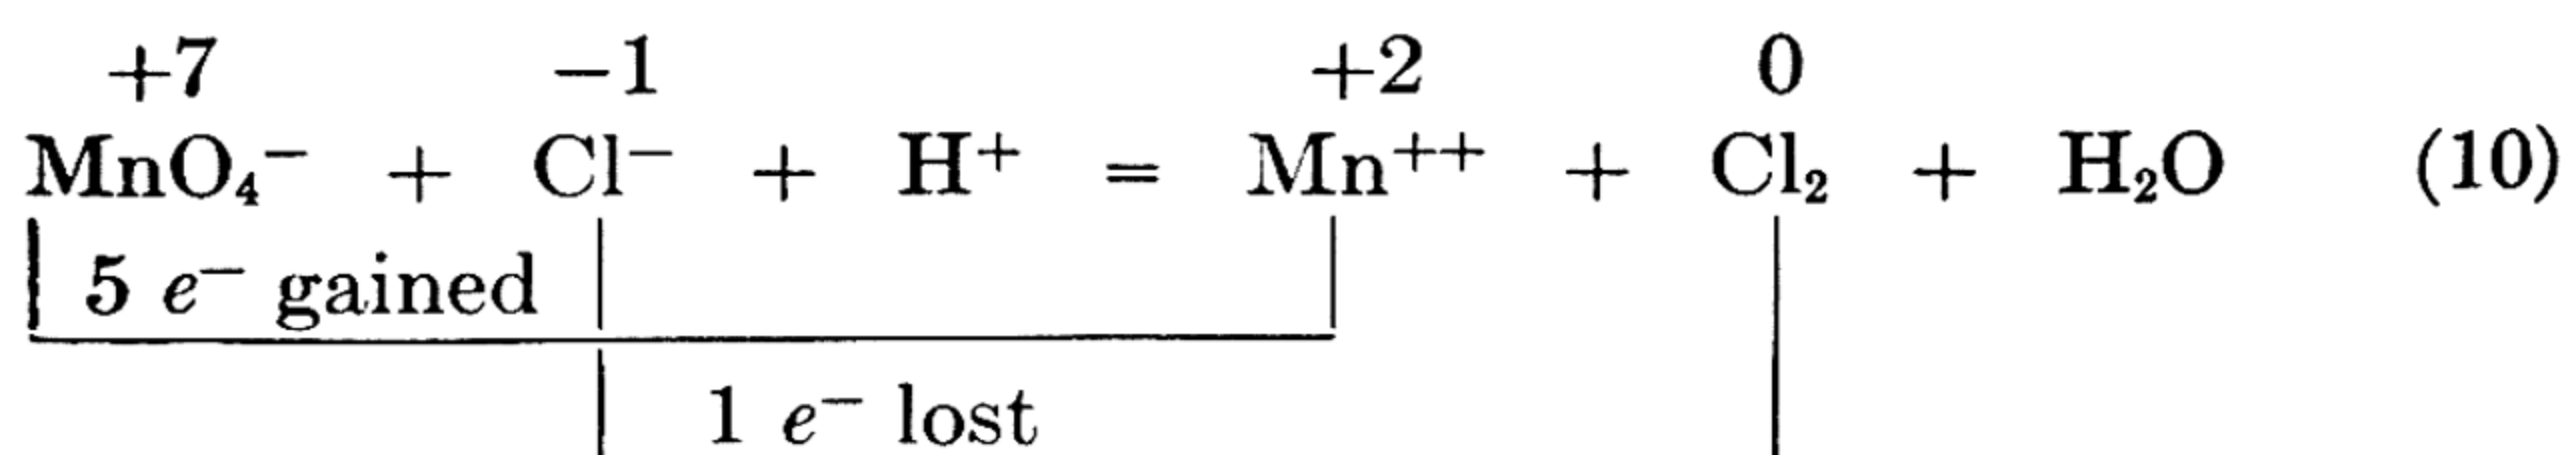 +7 −1 +2 0
MnO₄⁻ + Cl⁻ + H⁺ = Mn⁺⁺ + Cl₂ + H₂O (10)
5 e⁻ gained
1 e⁻ lost